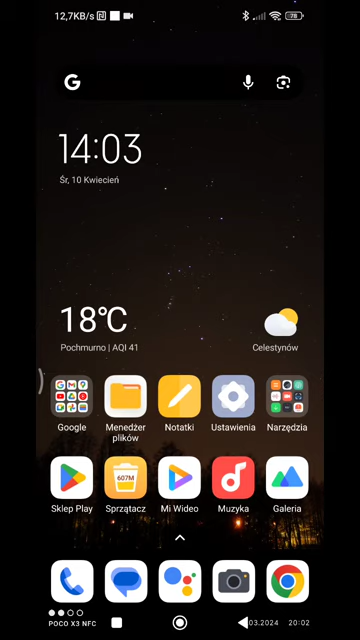 12,7KB/s
78
14:03
Śr, 10 Kwiecień
18°C
Pochmurno | AQI 41
Celestynów
Google
Menedżer
plików
Notatki
Ustawienia
Narzędzia
607M
Sklep Play
Sprzątacz
Mi Wideo
Muzyka
Galeria
POCO X3 NFC
03.2024 20:02